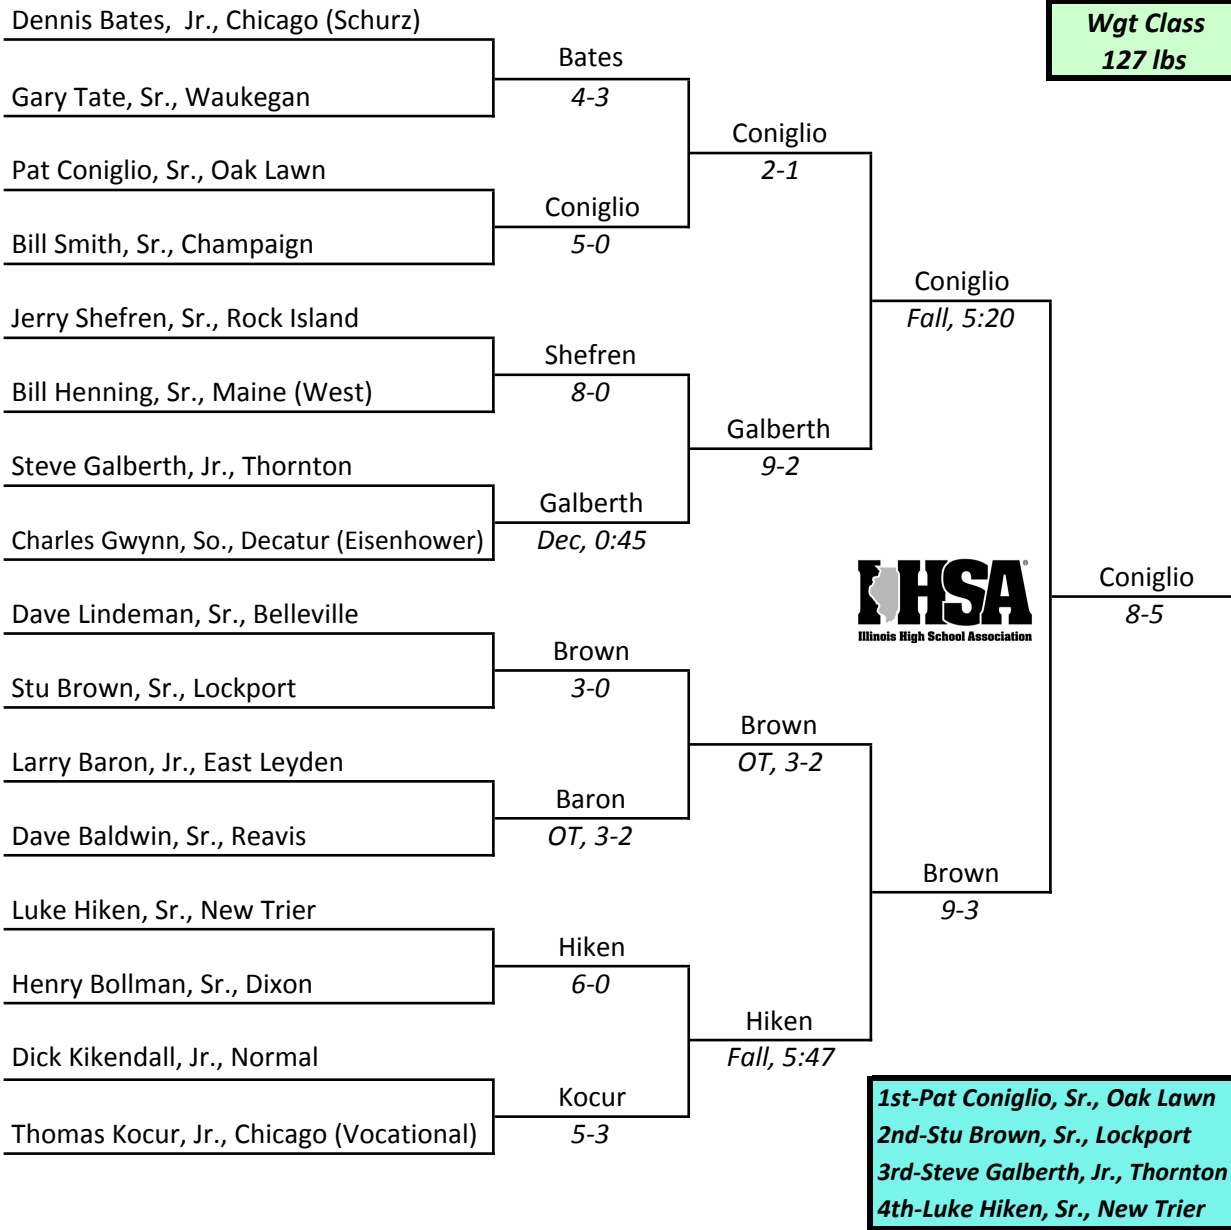 Dennis Bates,  Jr., Chicago (Schurz)
Wgt Class
127 lbs
Bates
4-3
Gary Tate, Sr., Waukegan
Coniglio
2-1
Pat Coniglio, Sr., Oak Lawn
Coniglio
5-0
Bill Smith, Sr., Champaign
Coniglio
Fall, 5:20
Jerry Shefren, Sr., Rock Island
Shefren
8-0
Bill Henning, Sr., Maine (West)
Galberth
9-2
Steve Galberth, Jr., Thornton
Galberth
Dec, 0:45
Charles Gwynn, So., Decatur (Eisenhower)
IHSA®
Illinois High School Association
Coniglio
8-5
Dave Lindeman, Sr., Belleville
Brown
3-0
Stu Brown, Sr., Lockport
Brown
OT, 3-2
Larry Baron, Jr., East Leyden
Baron
OT, 3-2
Dave Baldwin, Sr., Reavis
Brown
9-3
Luke Hiken, Sr., New Trier
Hiken
6-0
Henry Bollman, Sr., Dixon
Hiken
Fall, 5:47
Dick Kikendall, Jr., Normal
Kocur
5-3
Thomas Kocur, Jr., Chicago (Vocational)
1st-Pat Coniglio, Sr., Oak Lawn
2nd-Stu Brown, Sr., Lockport
3rd-Steve Galberth, Jr., Thornton
4th-Luke Hiken, Sr., New Trier